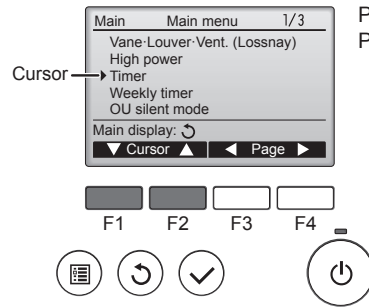 Main Main menu 1/3
Vane·Louver·Vent. (Lossnay)
High power
Cursor Timer
Weekly timer
OU silent mode
Main display:
Cursor Page
F1 F2 F3 F4
P
P